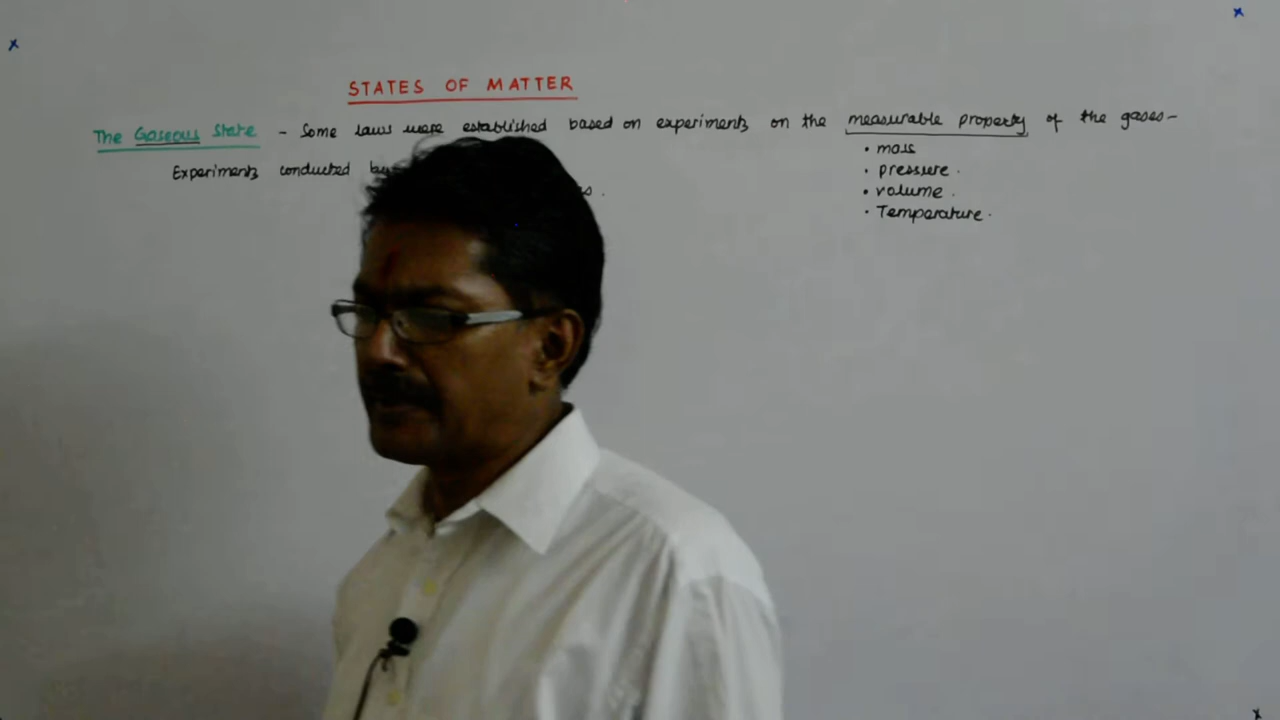 STATES OF MATTER
The Gaseous State - Some laws were established based on experiments on the measurable property of the gases-
• mass
Experiments conducted by
• pressure.
• volume.
• Temperature.